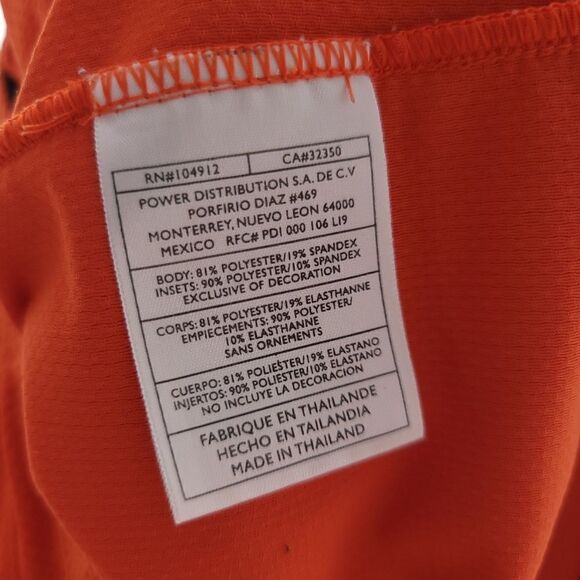 RN#104912 CA#32350
POWER DISTRIBUTION S.A. DE C.V
PORFIRIO DIAZ #469
MONTERREY, NUEVO LEON 64000
MEXICO RFC# PDI 000 106 LI9
BODY: 81% POLYESTER/19% SPANDEX
INSETS: 90% POLYESTER/10% SPANDEX
EXCLUSIVE OF DECORATION
CORPS: 81% POLYESTER/19% ELASTHANNE
EMPIECEMENTS: 90% POLYESTER/
10% ELASTHANNE
SANS ORNEMENTS
CUERPO: 81% POLIESTER/19% ELASTANO
INJERTOS: 90% POLYESTER/10% ELASTANO
NO INCLUYE LA DECORACION
FABRIQUE EN THAILANDE
HECHO EN TAILANDIA
MADE IN THAILAND